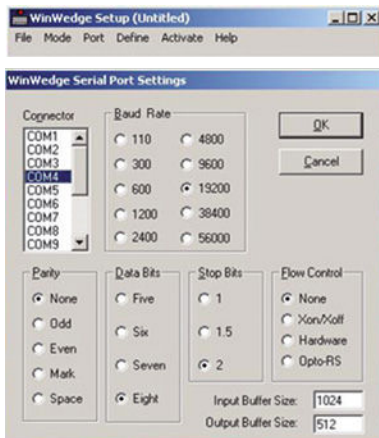 WinWedge Setup (Untitled)
File Mode Port Define Activate Help
WinWedge Serial Port Settings
Connector
COM1
COM2
COM3
COM4
COM5
COM6
COM7
COM8
COM9
Baud Rate
110 4800
300 9600
600 19200
1200 38400
2400 56000
OK
Cancel
Parity
None
Odd
Even
Mark
Space
Data Bits
Five
Six
Seven
Eight
Stop Bits
1
1.5
2
Flow Control
None
Xon/Xoff
Hardware
Opto-RS
Input Buffer Size: 1024
Output Buffer Size: 512